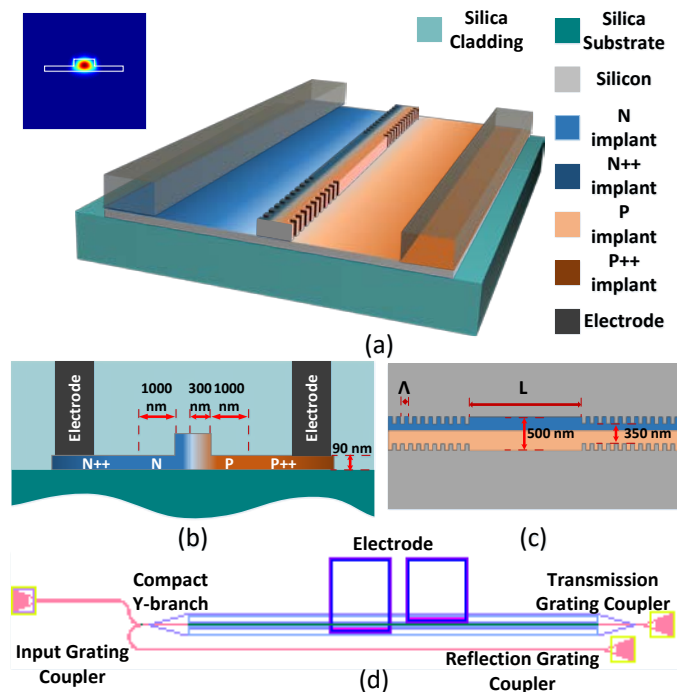 Silica
Cladding
Silica
Substrate
Silicon
N
implant
N++
implant
P
implant
P++
implant
Electrode
(a)
Electrode
1000
nm
300
nm
1000
nm
Electrode
90 nm
N++ N P P++
(b)
Λ
L
500 nm
350
nm
(c)
Electrode
Compact
Y-branch
Transmission
Grating Coupler
Input Grating
Coupler
Reflection Grating
Coupler
(d)